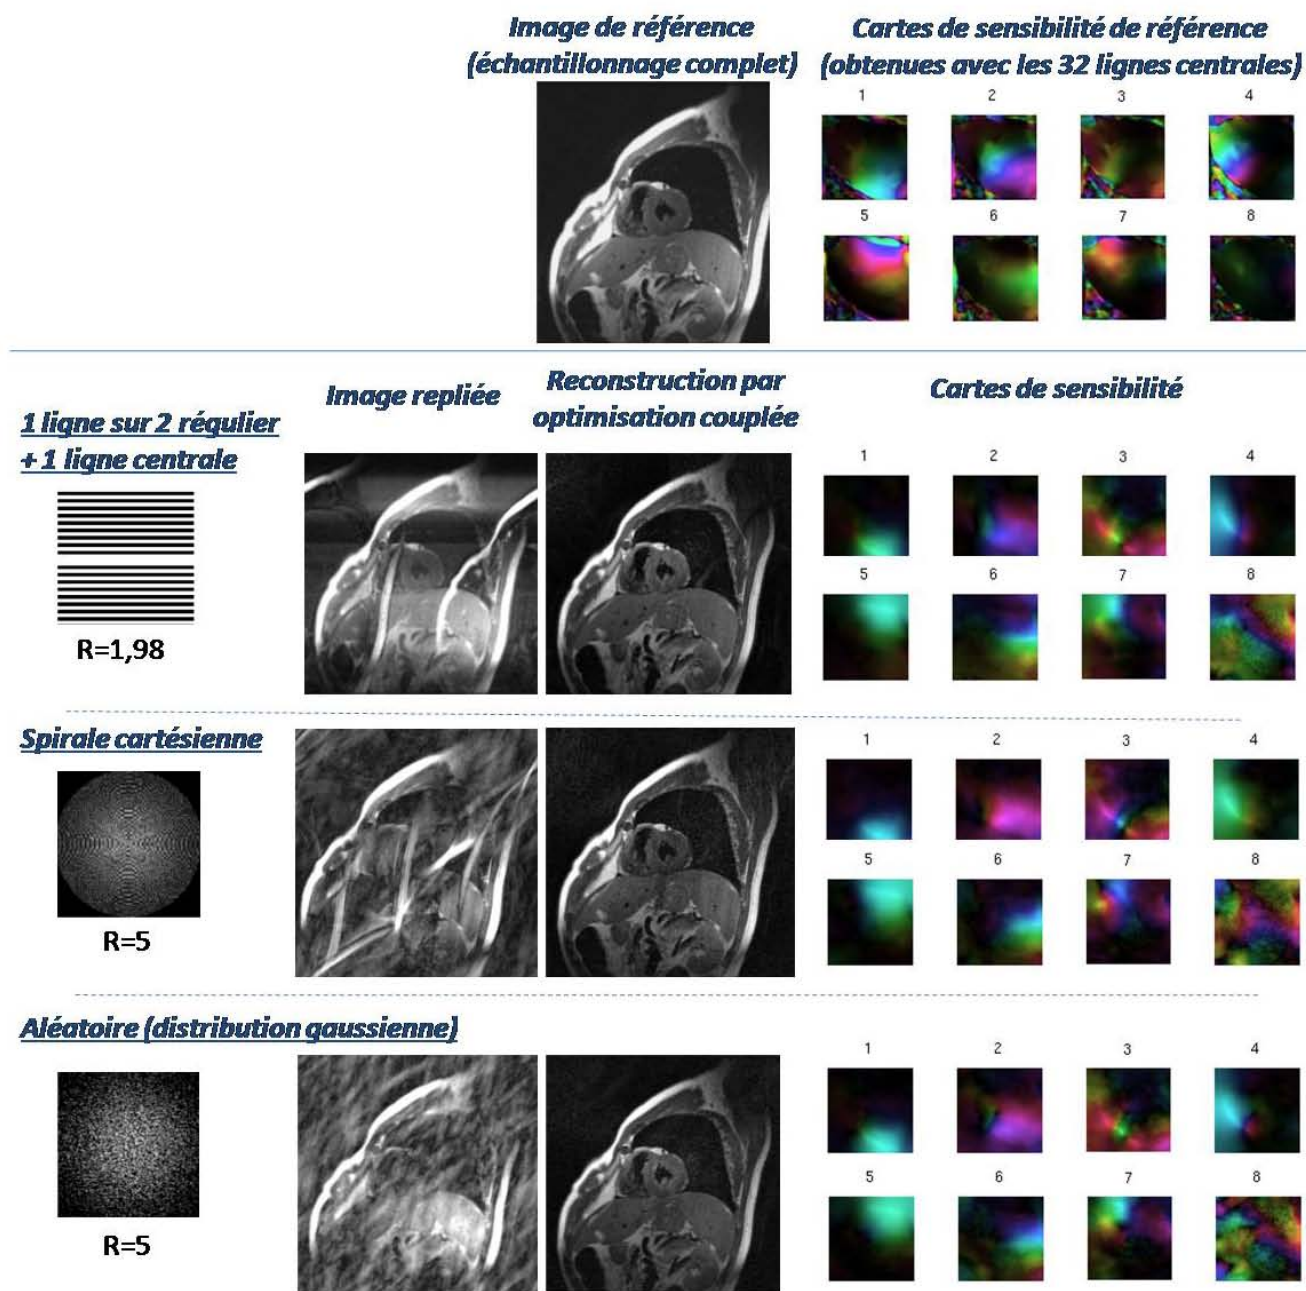 Image de référence
(échantillonnage complet)
Cartes de sensibilité de référence
(obtenues avec les 32 lignes centrales)
1 2 3 4
5 6 7 8
Image repliée
Reconstruction par
optimisation couplée
Cartes de sensibilité
1 ligne sur 2 régulier
+ 1 ligne centrale
R=1,98
1 2 3 4
5 6 7 8
Spirale cartésienne
R=5
1 2 3 4
5 6 7 8
Aléatoire (distribution gaussienne)
R=5
1 2 3 4
5 6 7 8